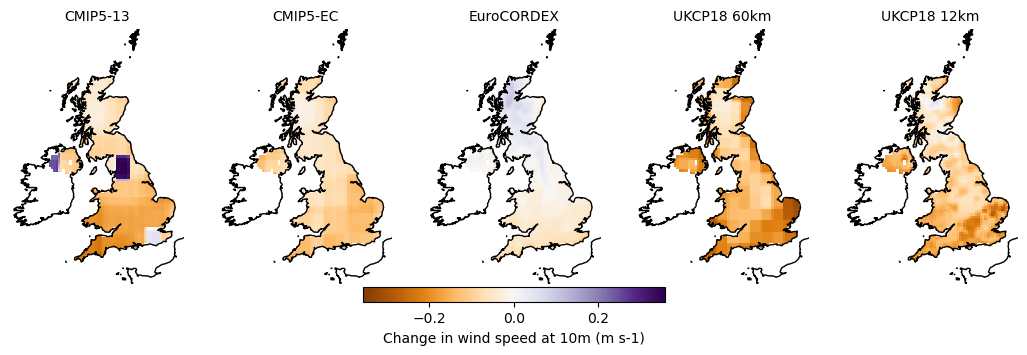 CMIP5-13 CMIP5-EC EuroCORDEX UKCP18 60km UKCP18 12km
−0.2 0.0 0.2
Change in wind speed at 10m (m s-1)